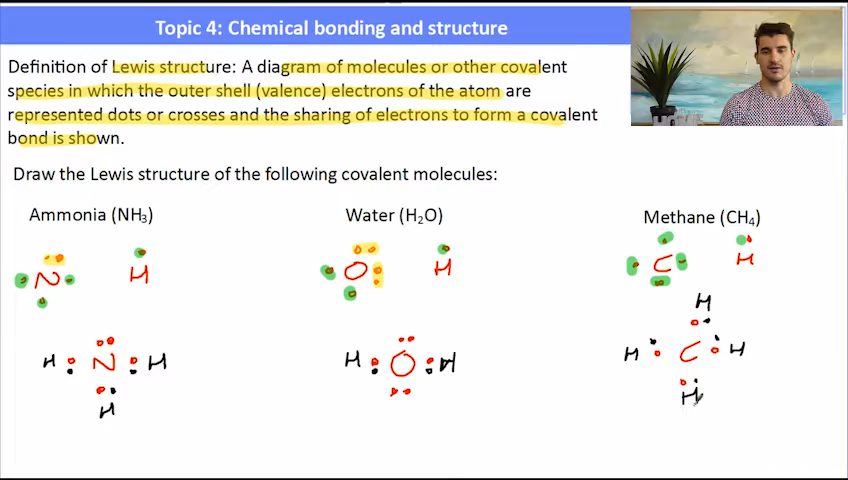 Topic 4: Chemical bonding and structure
Definition of Lewis structure: A diagram of molecules or other covalent
species in which the outer shell (valence) electrons of the atom are
represented dots or crosses and the sharing of electrons to form a covalent
bond is shown.
Draw the Lewis structure of the following covalent molecules:
Ammonia (NH₃) Water (H₂O) Methane (CH₄)
N H O H C H
H
H N H H O H H C H
H H